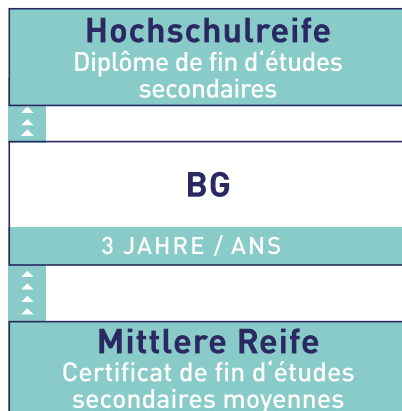 Hochschulreife
Diplôme de fin d‘études
secondaires
BG
3 JAHRE / ANS
Mittlere Reife
Certificat de fin d‘études
secondaires moyennes